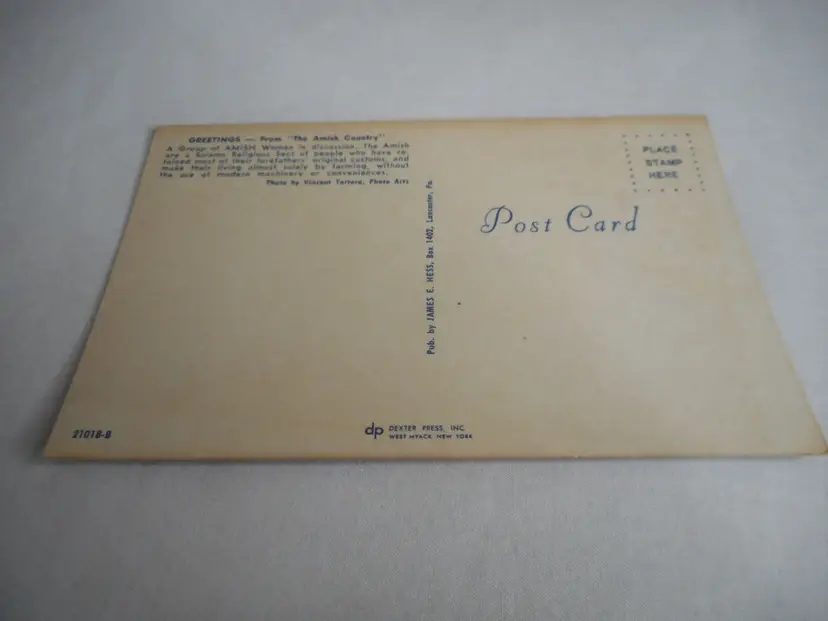 GREETINGS — From "The Amish Country"
A Group of AMISH Women in discussion. The Amish
are a Solemn Religious Sect of people who have re-
tained most of their forefathers' original customs, and
make their living almost solely by farming, without
the use of modern machinery or conveniences.
Photo by Vincent Tortora, Photo Arts
Pub. by JAMES E. HESS, Box 1402, Lancaster, Pa.
PLACE
STAMP
HERE
Post Card
21018-B
dp DEXTER PRESS, INC.
WEST NYACK, NEW YORK